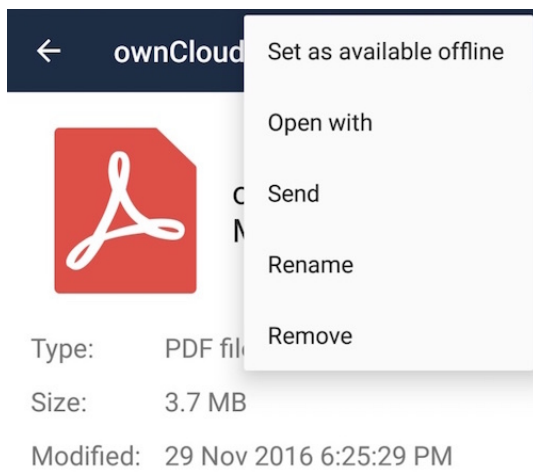 ownCloud
Set as available offline
Open with
Send
Rename
Remove
Type: PDF
Size: 3.7 MB
Modified: 29 Nov 2016 6:25:29 PM